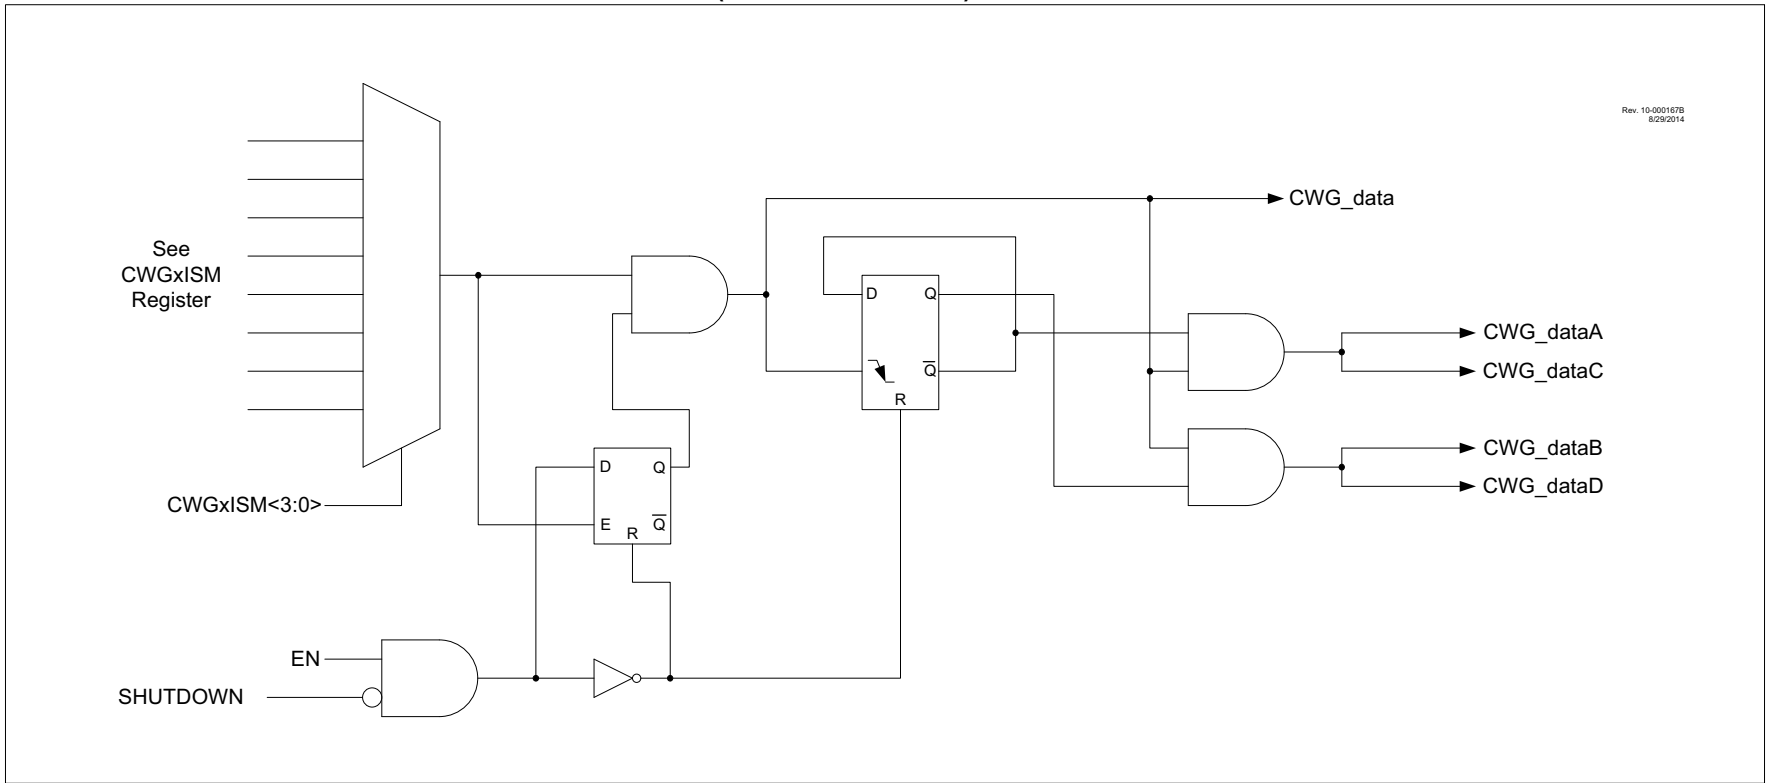 Rev. 10-000167B
8/29/2014
CWG_data
See
CWGxISM
Register
D
Q
Q
R
CWG_dataA
CWG_dataC
CWG_dataB
CWG_dataD
D
Q
E
Q
R
CWGxISM<3:0>
EN
SHUTDOWN